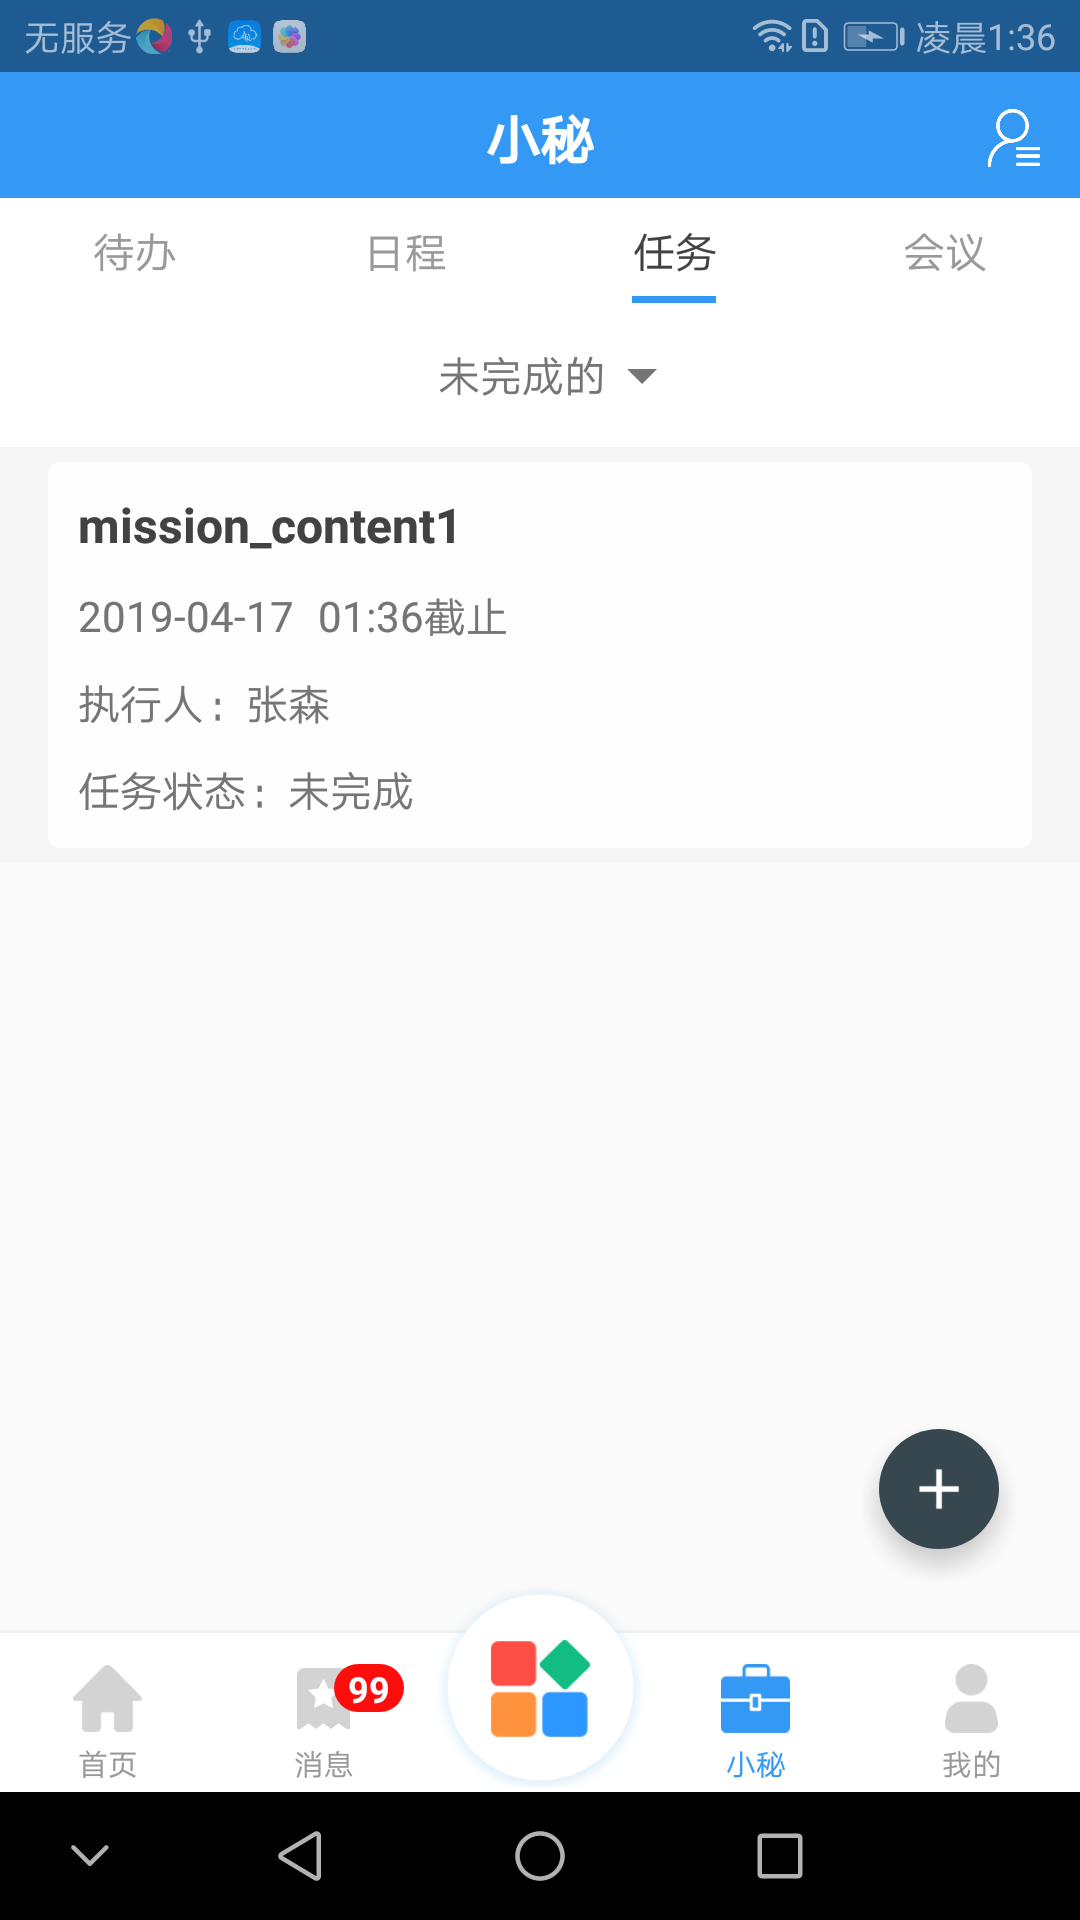 无服务 凌晨1:36
小秘
待办 日程 任务 会议
未完成的
mission_content1
2019-04-17 01:36截止
执行人：张森
任务状态：未完成
99
首页 消息 小秘 我的